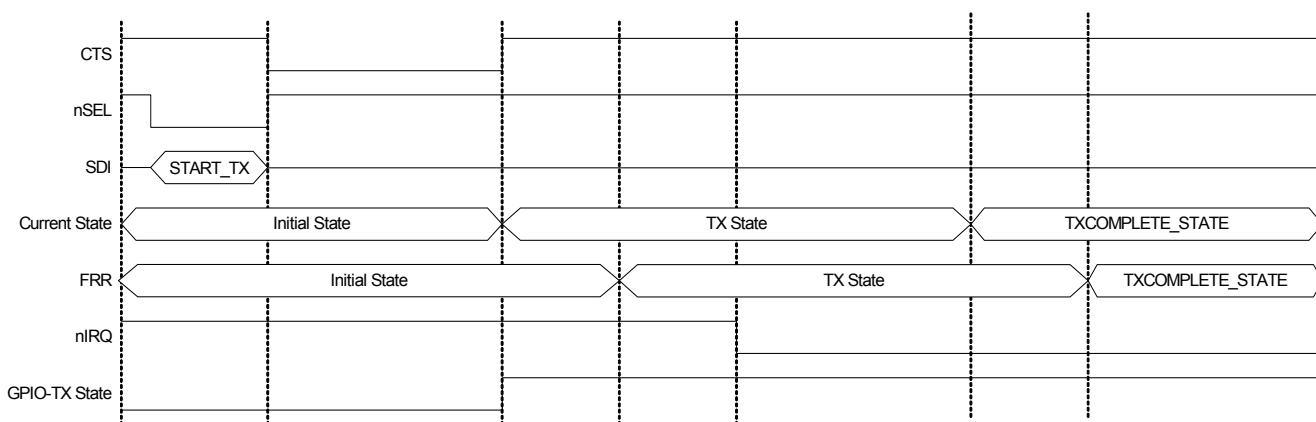 CTS
nSEL
SDI START_TX
Current State Initial State TX State TXCOMPLETE_STATE
FRR Initial State TX State TXCOMPLETE_STATE
nIRQ
GPIO-TX State